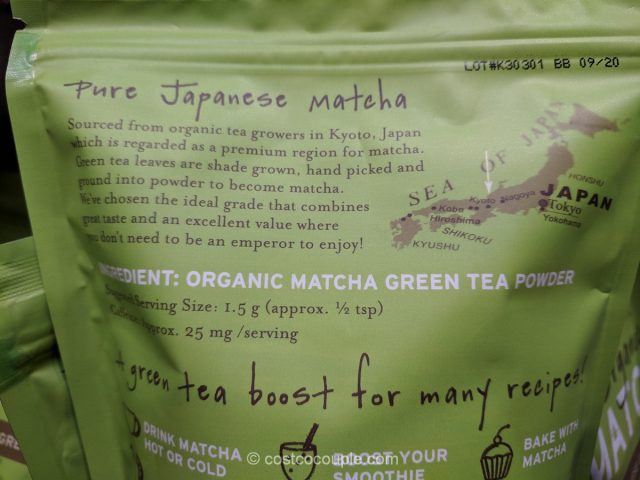 LOT#K30301 BB 09/20
Pure Japanese Matcha
Sourced from organic tea growers in Kyoto, Japan
which is regarded as a premium region for matcha.
Green tea leaves are shade grown, hand picked and
ground into powder to become matcha.
We've chosen the ideal grade that combines
great taste and an excellent value where
you don't need to be an emperor to enjoy!
SEA OF JAPAN
HONSHU
JAPAN
Kyoto
Nagoya
Tokyo
Kobe
Yokohama
Hiroshima
SHIKOKU
KYUSHU
INGREDIENT: ORGANIC MATCHA GREEN TEA POWDER
Serving Size: 1.5 g (approx. ½ tsp)
approx. 25 mg/serving
green tea boost for many recipes!
DRINK MATCHA
HOT OR COLD
BOOST YOUR
SMOOTHIE
BAKE WITH
MATCHA
© costcocouple.com